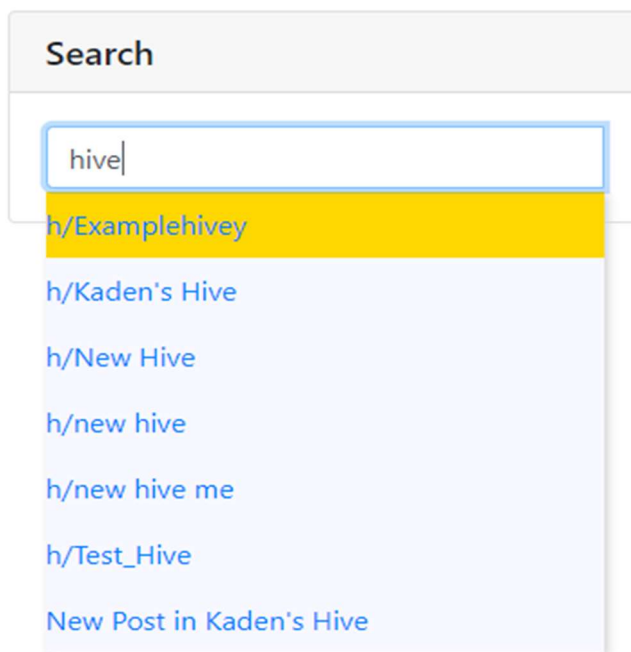 Search
hive
h/Examplehivey
h/Kaden's Hive
h/New Hive
h/new hive
h/new hive me
h/Test_Hive
New Post in Kaden's Hive